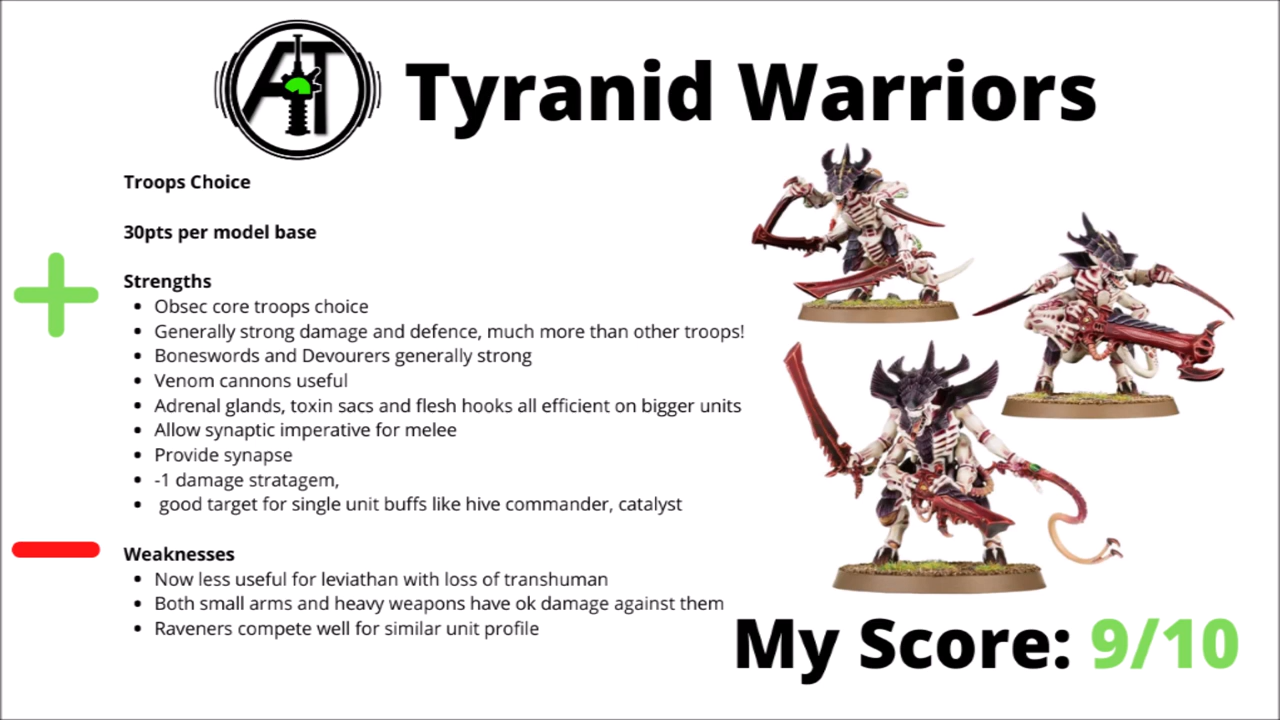 AT
Tyranid Warriors
Troops Choice
30pts per model base
Strengths
• Obsec core troops choice
• Generally strong damage and defence, much more than other troops!
• Boneswords and Devourers generally strong
• Venom cannons useful
• Adrenal glands, toxin sacs and flesh hooks all efficient on bigger units
• Allow synaptic imperative for melee
• Provide synapse
• -1 damage stratagem,
• good target for single unit buffs like hive commander, catalyst
Weaknesses
• Now less useful for leviathan with loss of transhuman
• Both small arms and heavy weapons have ok damage against them
• Raveners compete well for similar unit profile
My Score: 9/10